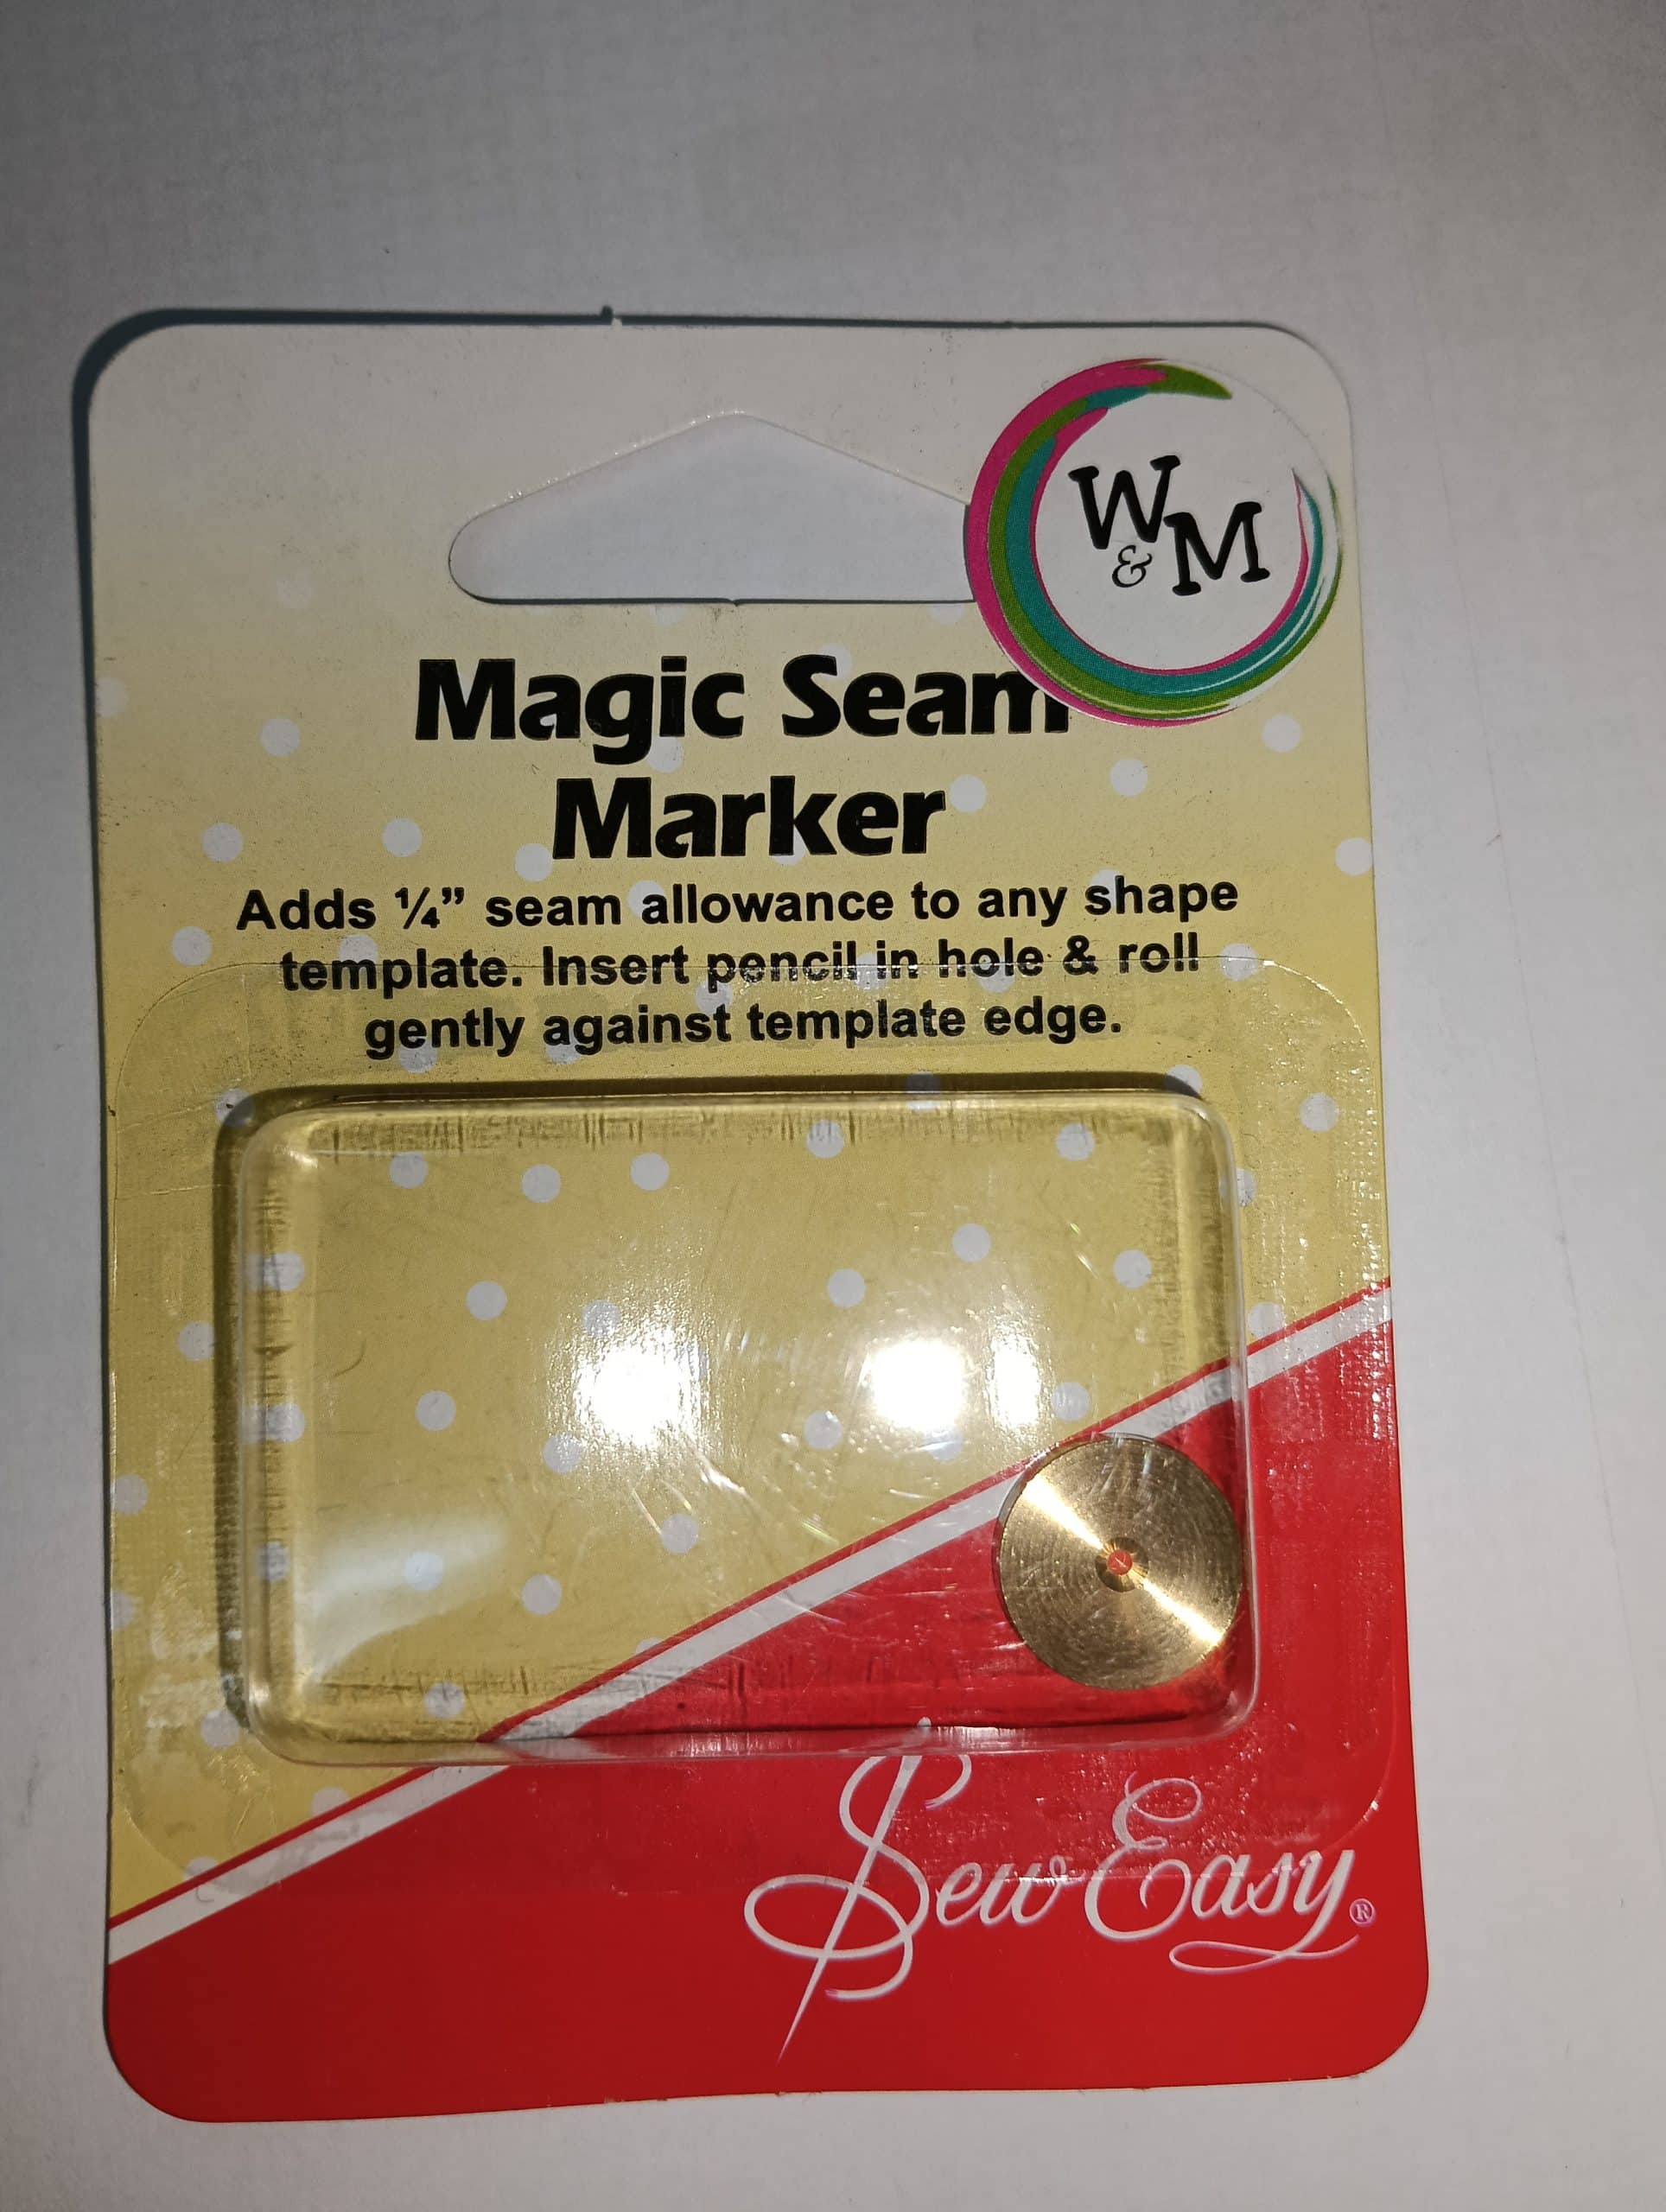 W
& M
Magic Seam
Marker
Adds ¼” seam allowance to any shape
template. Insert pencil in hole & roll
gently against template edge.
Sew Easy®